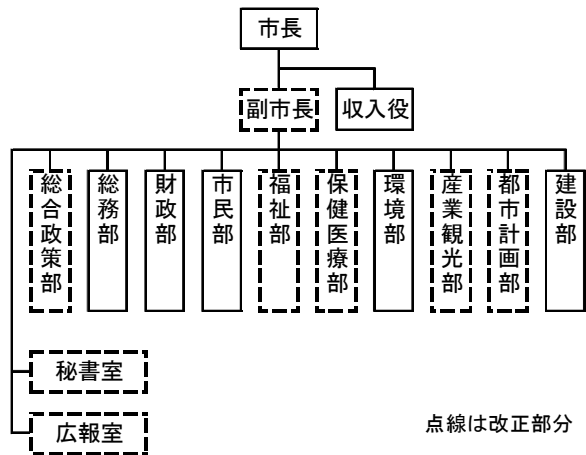 市長
副市長
収入役
総合政策部
総務部
財政部
市民部
福祉部
保健医療部
環境部
産業観光部
都市計画部
建設部
秘書室
広報室
点線は改正部分